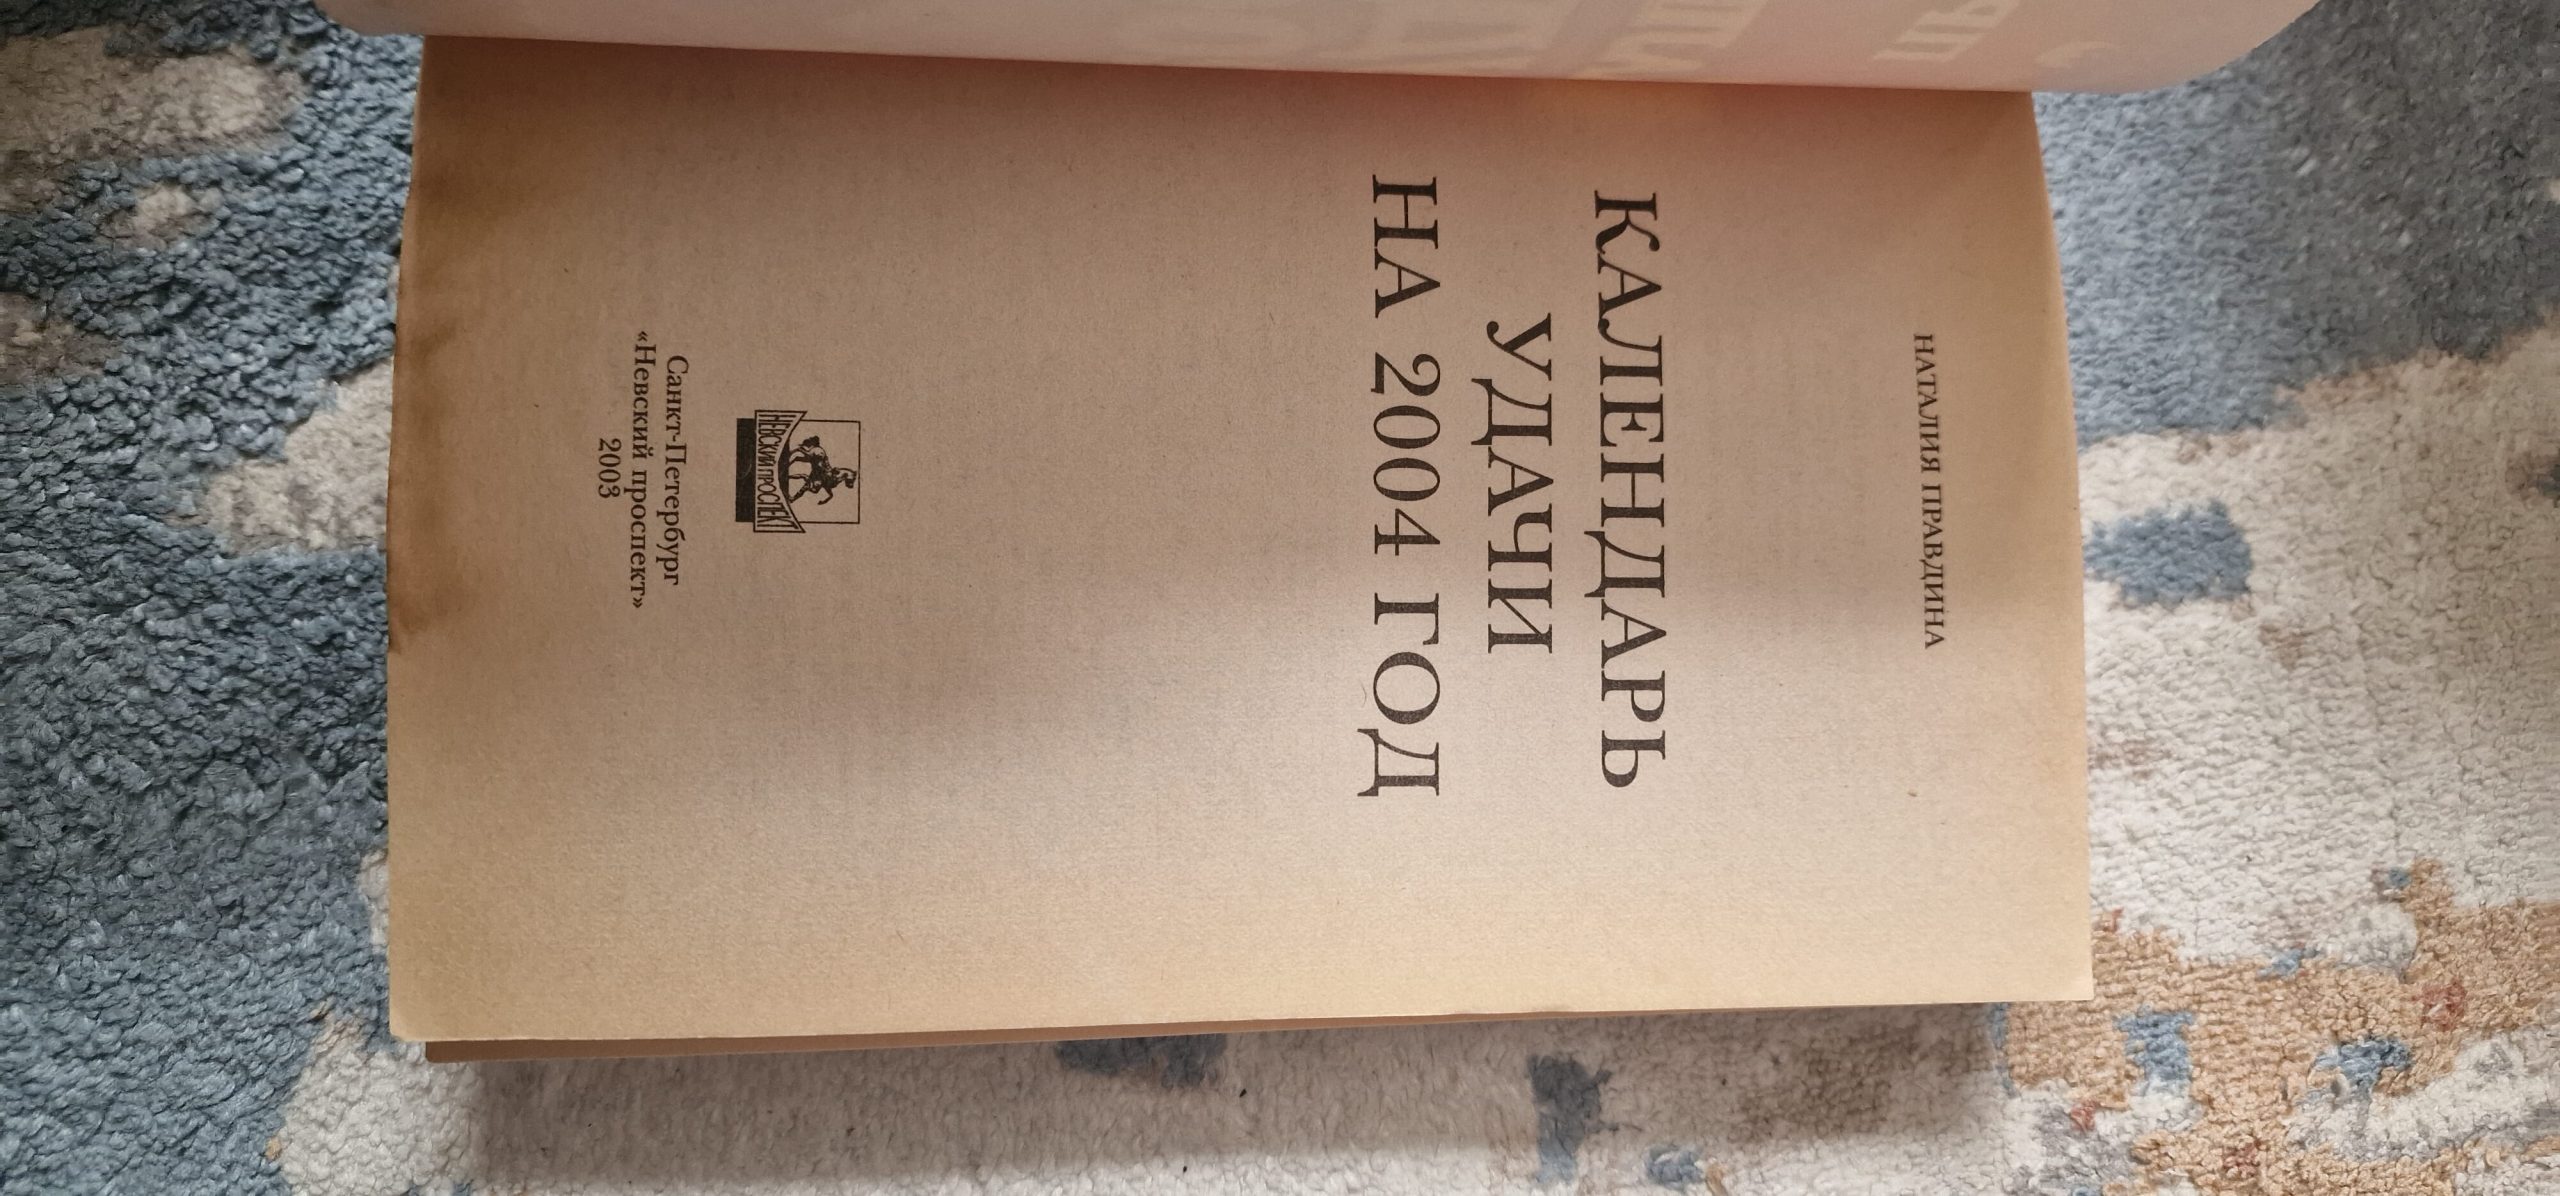 НАТАЛИЯ ПРАВДИНА
КАЛЕНДАРЬ
УДАЧИ
НА 2004 ГОД
НЕВСКИЙ ПРОСПЕКТ
Санкт-Петербург
«Невский проспект»
2003